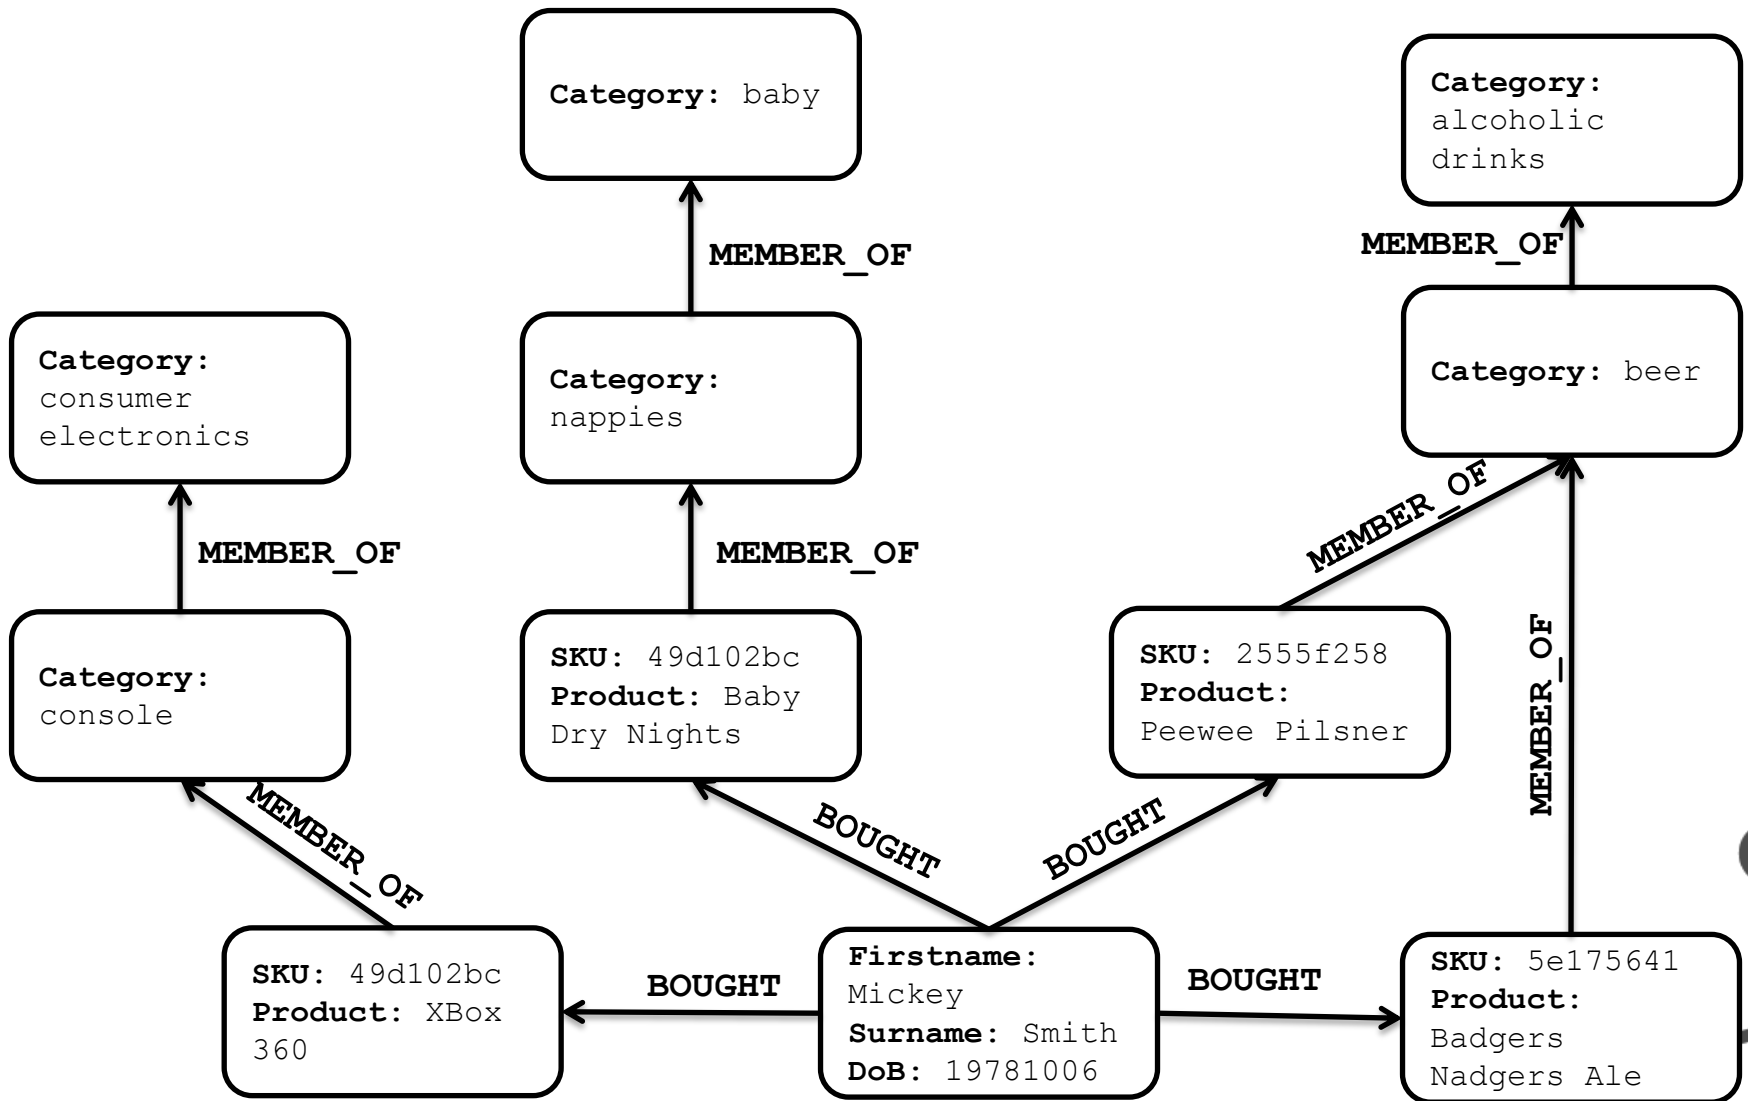 Category: baby
Category:
alcoholic
drinks
MEMBER_OF
MEMBER_OF
Category:
consumer
electronics
Category:
nappies
Category: beer
MEMBER_OF
MEMBER_OF
MEMBER_OF
MEMBER_OF
Category:
console
SKU: 49d102bc
Product: Baby
Dry Nights
SKU: 2555f258
Product:
Peewee Pilsner
MEMBER_OF
BOUGHT
BOUGHT
SKU: 49d102bc
Product: XBox
360
BOUGHT
Firstname:
Mickey
Surname: Smith
DoB: 19781006
BOUGHT
SKU: 5e175641
Product:
Badgers
Nadgers Ale